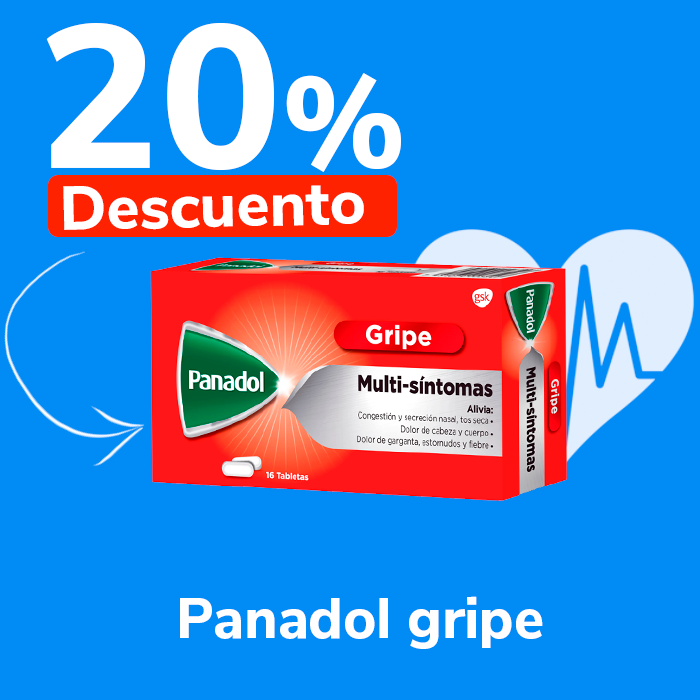 20%
Descuento
gsk
Panadol
Gripe
Panadol
Multi-síntomas
Alivia:
Congestión y secreción nasal, tos seca •
Dolor de cabeza y cuerpo •
Dolor de garganta, estornudos y fiebre •
16 Tabletas
Gripe
Multi-síntomas
Panadol gripe